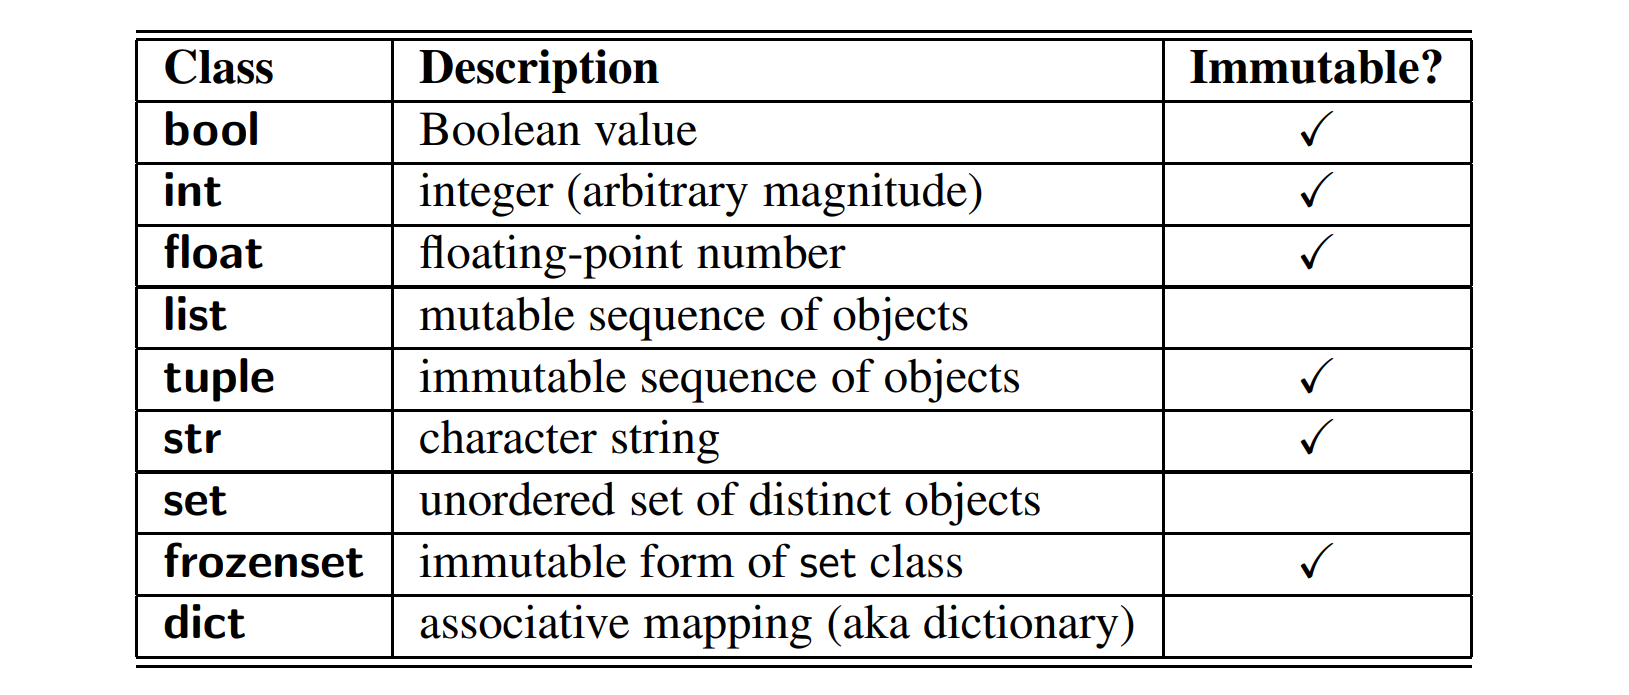 Class Description Immutable?
bool Boolean value ✓
int integer (arbitrary magnitude) ✓
float floating-point number ✓
list mutable sequence of objects
tuple immutable sequence of objects ✓
str character string ✓
set unordered set of distinct objects
frozenset immutable form of set class ✓
dict associative mapping (aka dictionary)